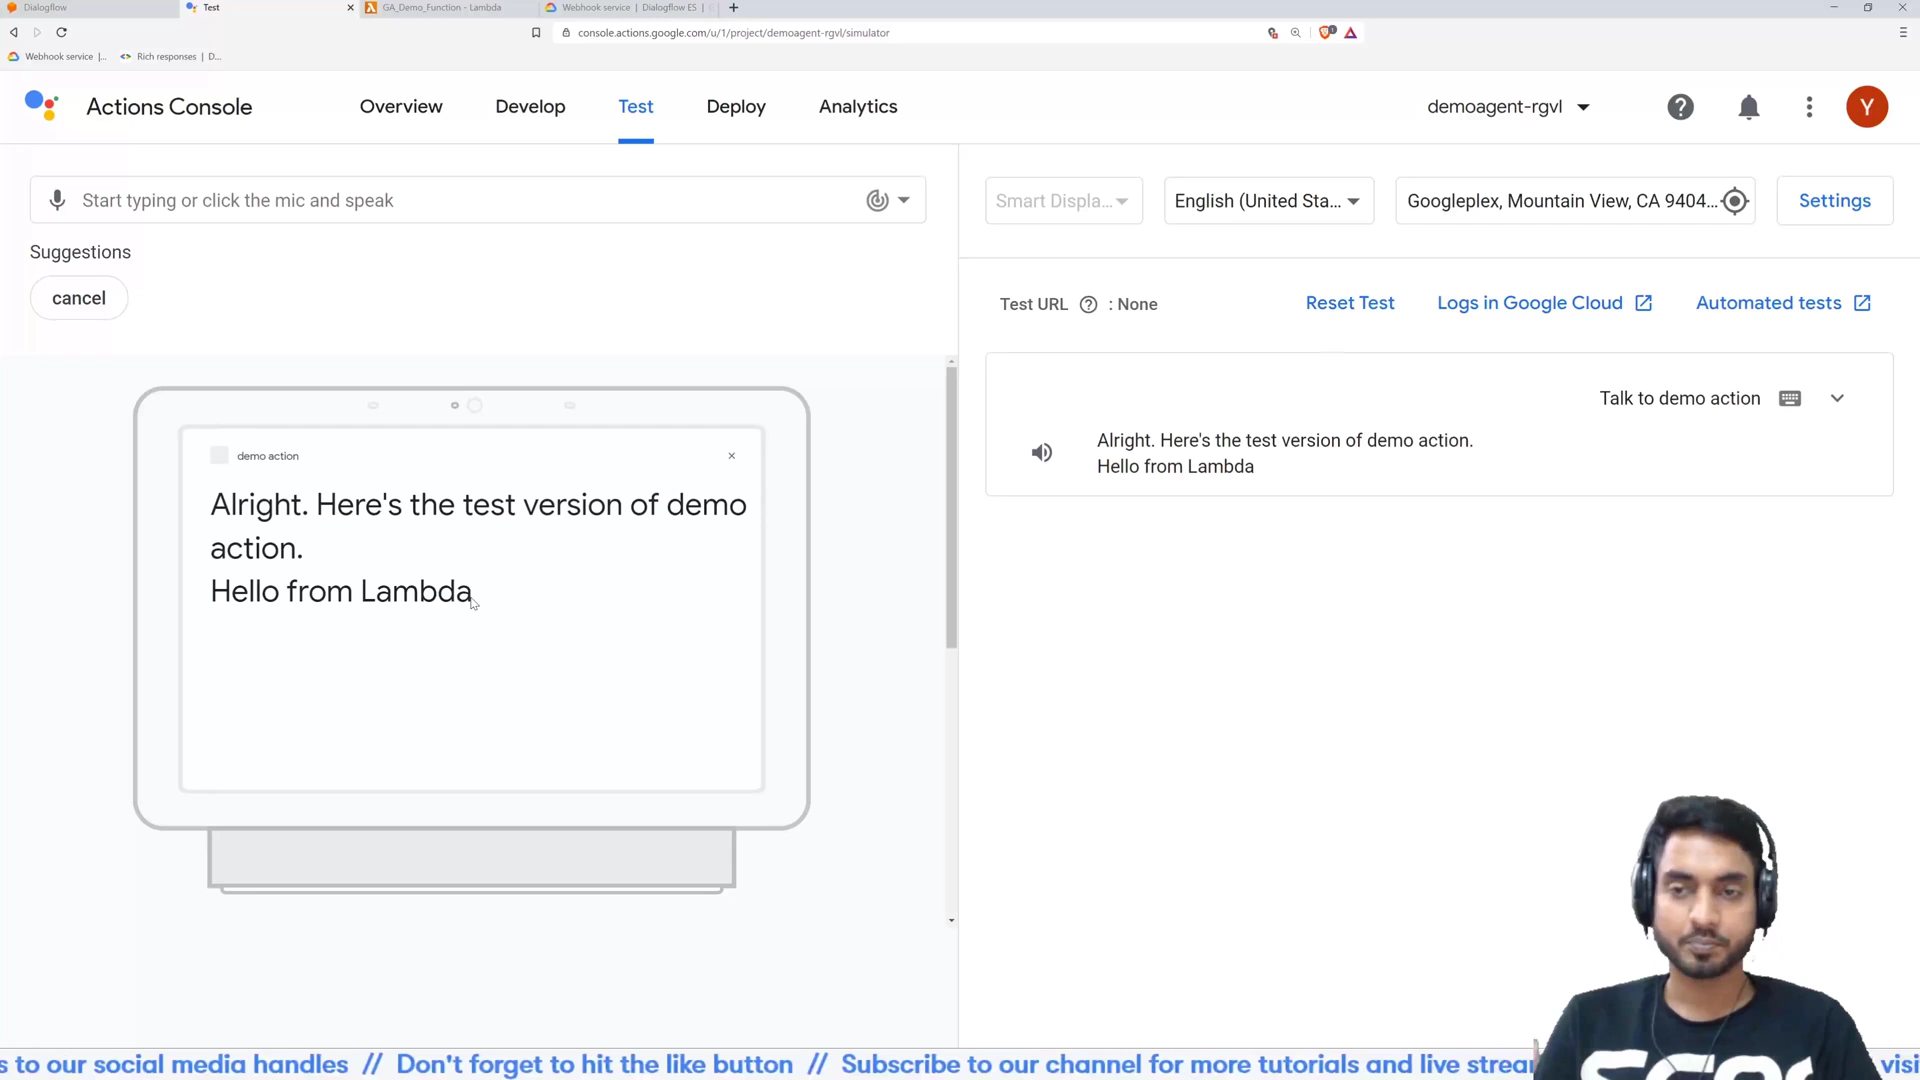 Dialogflow
Test
GA_Demo_Function - Lambda
Webhook service | Dialogflow ES |
console.actions.google.com/u/1/project/demoagent-rgvl/simulator
1
Webhook service |...
Rich responses | D...
Actions Console
Overview
Develop
Test
Deploy
Analytics
demoagent-rgvl
Y
Start typing or click the mic and speak
Smart Displa...
English (United Sta...
Googleplex, Mountain View, CA 9404...
Settings
Suggestions
cancel
Test URL : None
Reset Test
Logs in Google Cloud
Automated tests
Talk to demo action
Alright. Here's the test version of demo action.
Hello from Lambda
demo action
Alright. Here's the test version of demo
action.
Hello from Lambda
s to our social media handles // Don't forget to hit the like button // Subscribe to our channel for more tutorials and live strea
visi